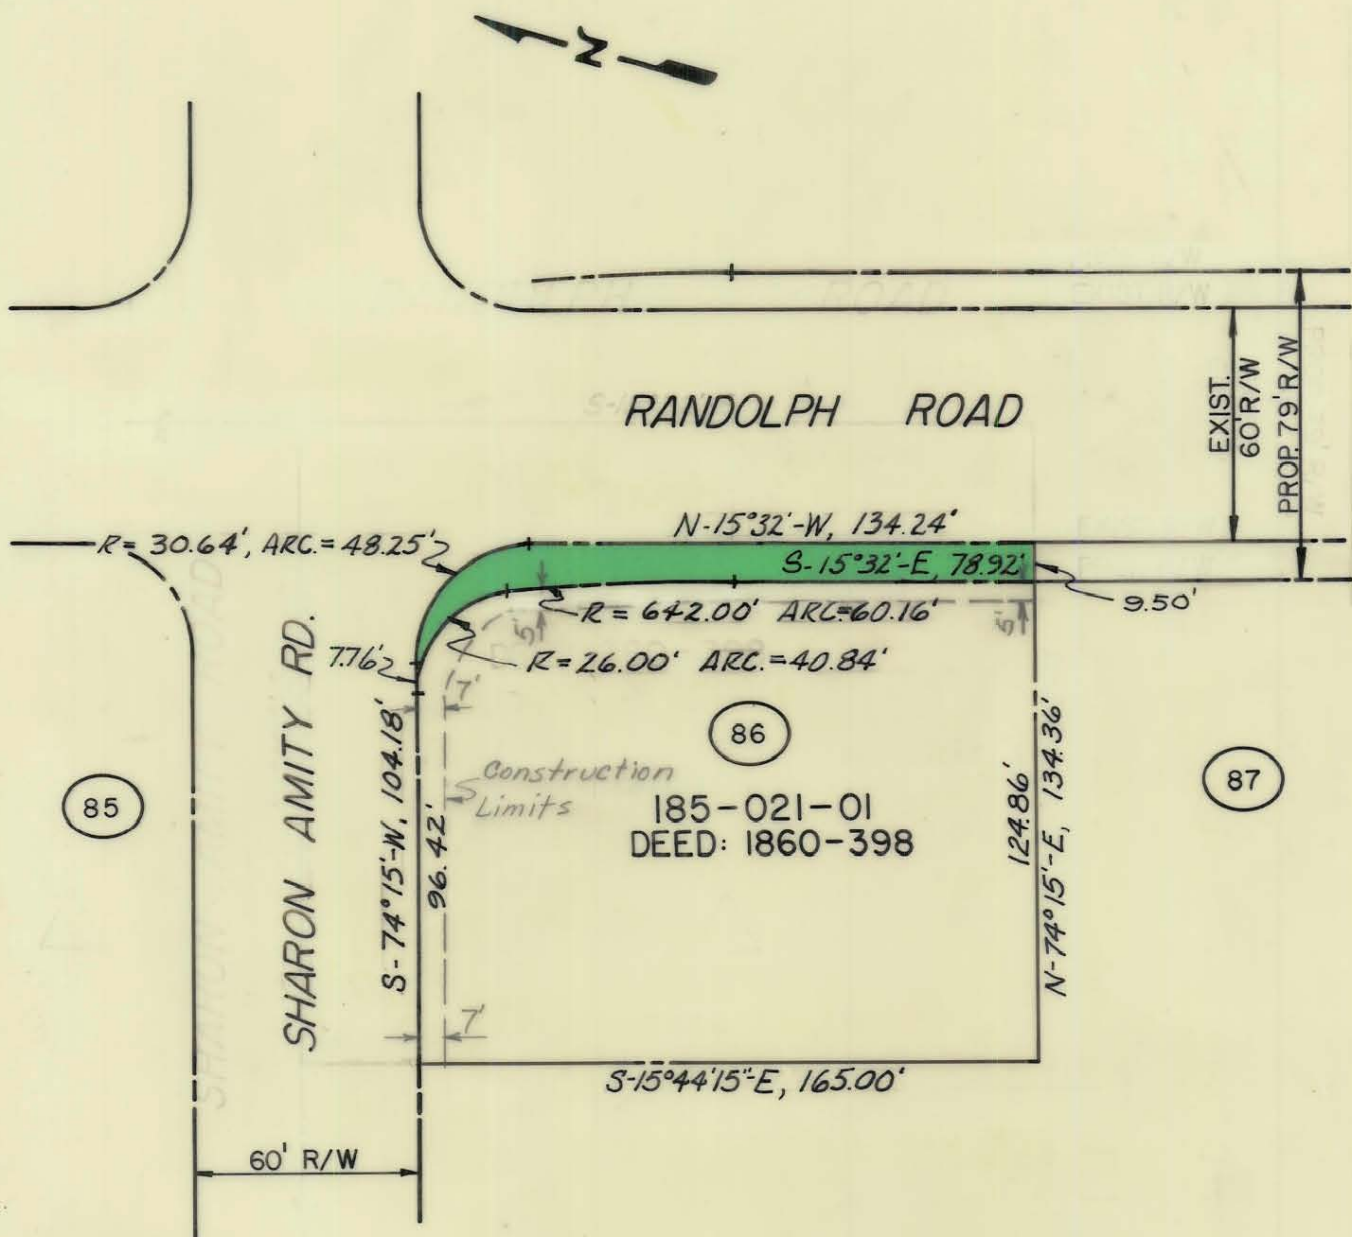 N
RANDOLPH ROAD
EXIST.
60' R/W
PROP. 79' R/W
N-15°32'-W, 134.24'
R= 30.64', ARC.= 48.25'
S-15°32'-E, 78.92'
9.50'
R= 642.00' ARC=60.16'
5'
5'
7.76'
R=26.00' ARC.=40.84'
7'
SHARON AMITY RD.
S-74°15'-W, 104.18'
96.42'
Construction
Limits
86
185-021-01
DEED: 1860-398
124.86'
N-74°15'-E, 134.36'
85
87
7'
S-15°44'15"-E, 165.00'
60' R/W